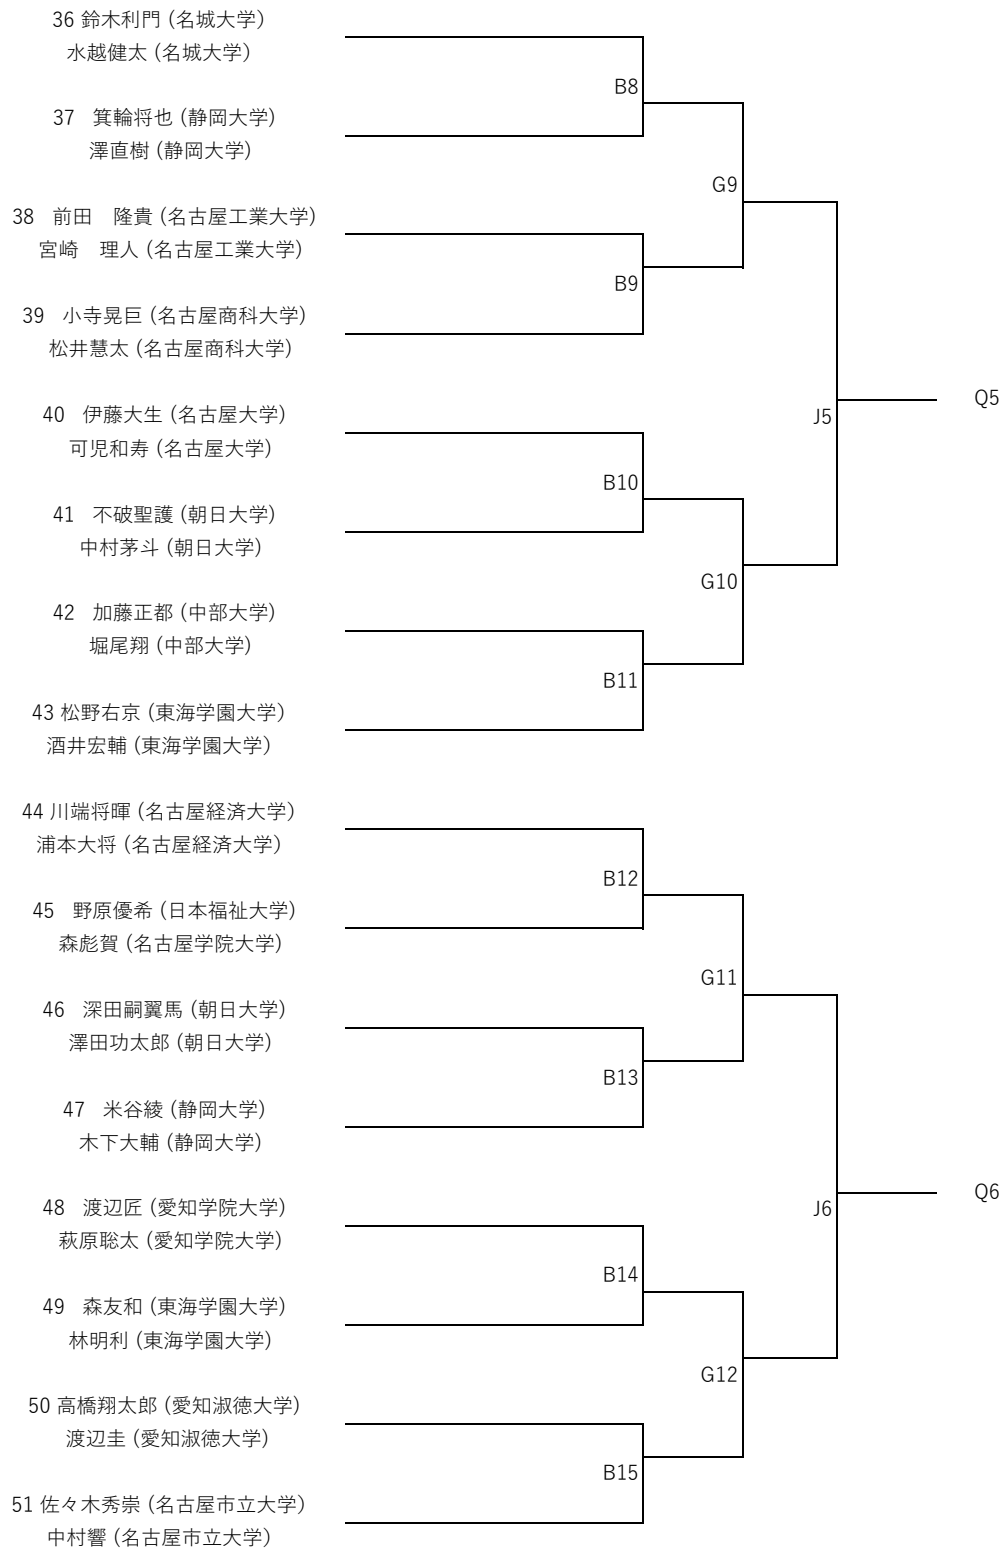 36 鈴木利門 (名城大学)
水越健太 (名城大学)
B8
37　箕輪将也 (静岡大学)
澤直樹 (静岡大学)
G9
38　前田　隆貴 (名古屋工業大学)
宮崎　理人 (名古屋工業大学)
B9
39　小寺晃巨 (名古屋商科大学)
松井慧太 (名古屋商科大学)
Q5
J5
40　伊藤大生 (名古屋大学)
可児和寿 (名古屋大学)
B10
41　不破聖護 (朝日大学)
中村茅斗 (朝日大学)
G10
42　加藤正都 (中部大学)
堀尾翔 (中部大学)
B11
43 松野右京 (東海学園大学)
酒井宏輔 (東海学園大学)
44 川端将暉 (名古屋経済大学)
浦本大将 (名古屋経済大学)
B12
45　野原優希 (日本福祉大学)
森彪賀 (名古屋学院大学)
G11
46　深田嗣翼馬 (朝日大学)
澤田功太郎 (朝日大学)
B13
47　米谷綾 (静岡大学)
木下大輔 (静岡大学)
Q6
J6
48　渡辺匠 (愛知学院大学)
萩原聡太 (愛知学院大学)
B14
49　森友和 (東海学園大学)
林明利 (東海学園大学)
G12
50 高橋翔太郎 (愛知淑徳大学)
渡辺圭 (愛知淑徳大学)
B15
51 佐々木秀崇 (名古屋市立大学)
中村響 (名古屋市立大学)